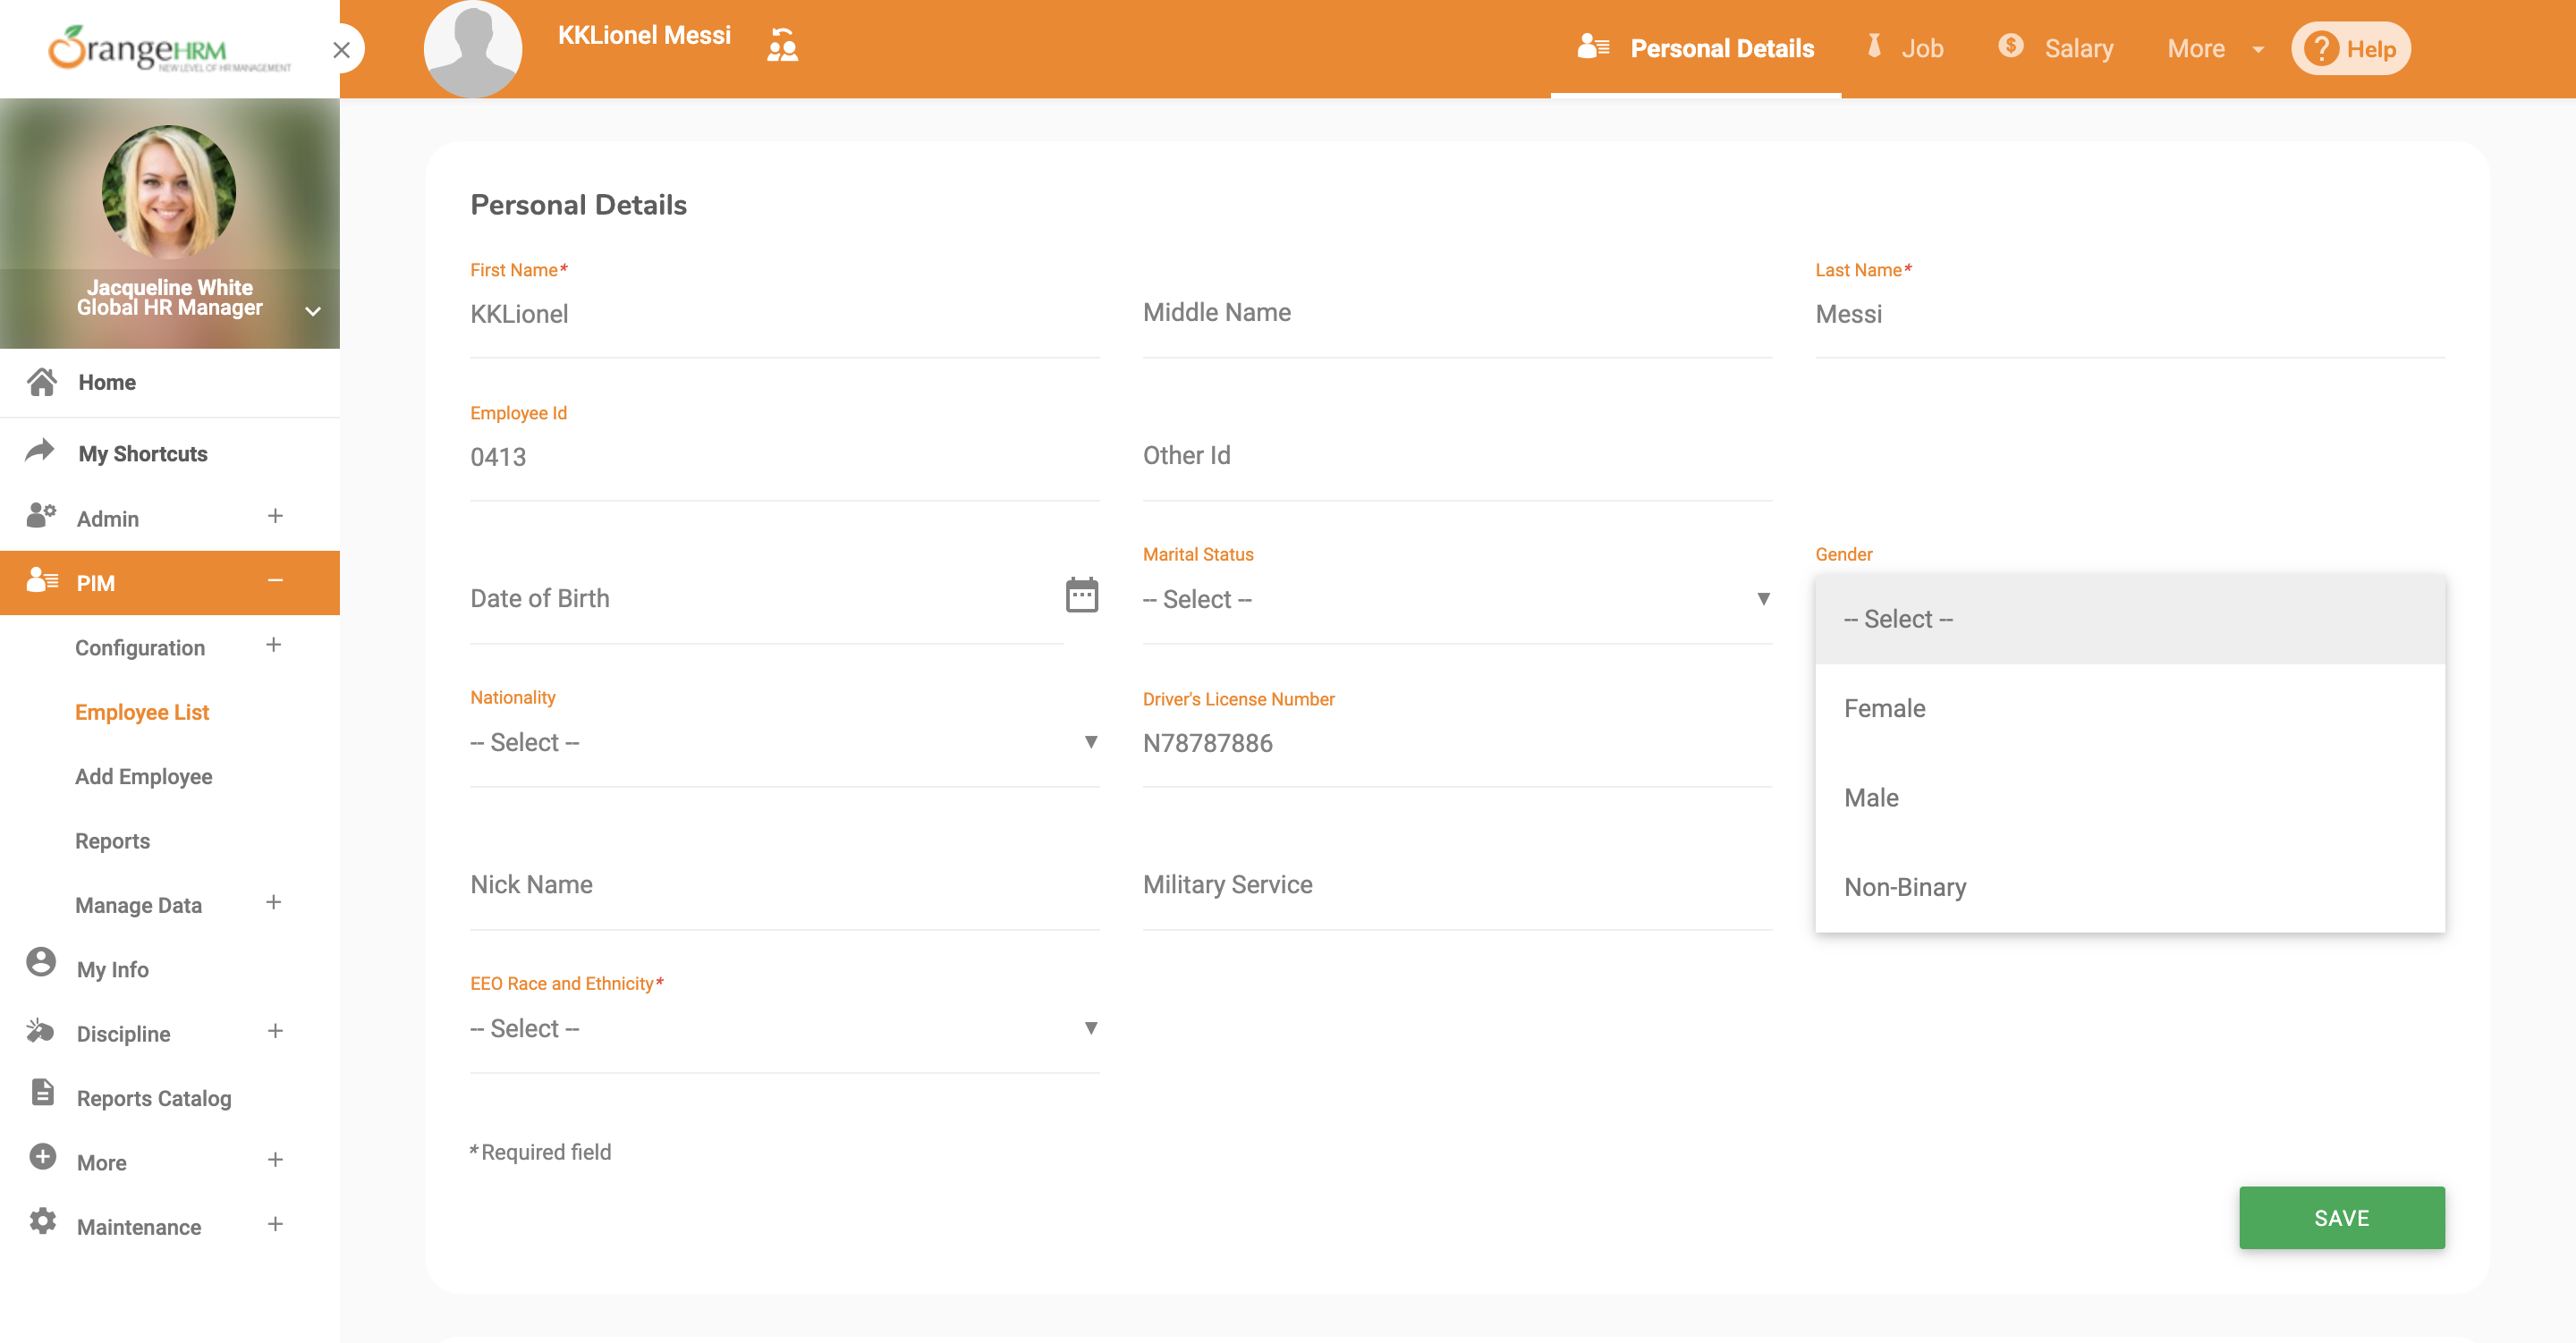 OrangeHRM
NEW LEVEL OF HR MANAGEMENT
KKLionel Messi
Personal Details
Job
Salary
More
Help
Jacqueline White
Global HR Manager
Home
My Shortcuts
Admin
PIM
Configuration
Employee List
Add Employee
Reports
Manage Data
My Info
Discipline
Reports Catalog
More
Maintenance
Personal Details
First Name*
KKLionel
Middle Name
Last Name*
Messi
Employee Id
0413
Other Id
Date of Birth
Marital Status
-- Select --
Gender
-- Select --
Female
Male
Non-Binary
Nationality
-- Select --
Driver's License Number
N78787886
Nick Name
Military Service
EEO Race and Ethnicity*
-- Select --
* Required field
SAVE